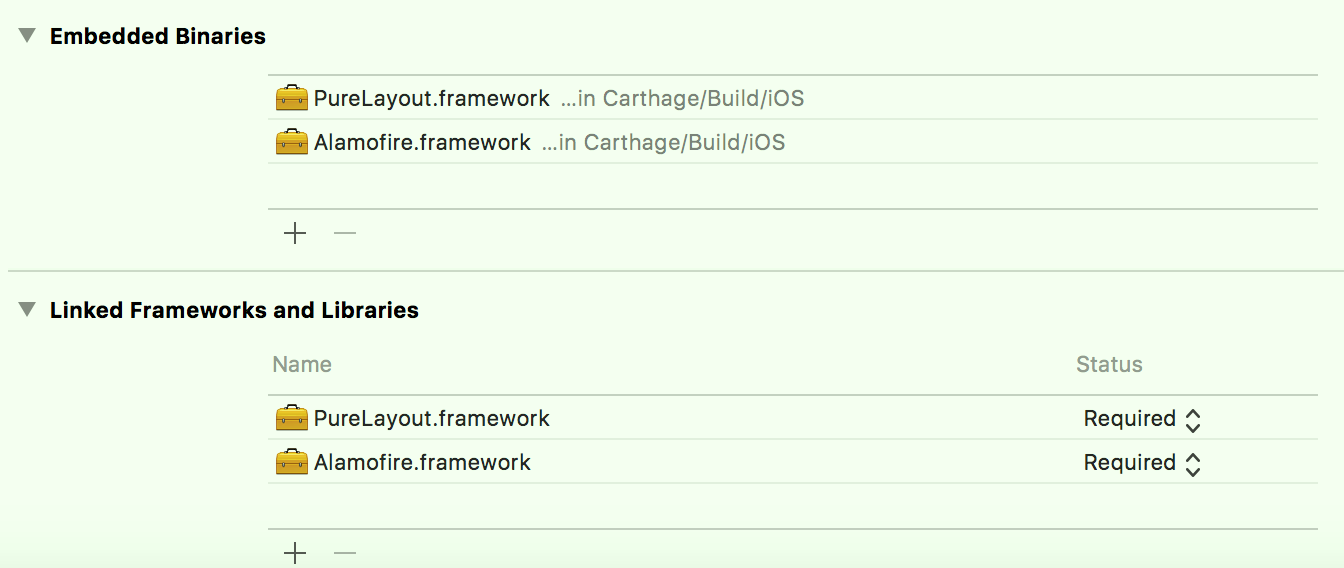 Embedded Binaries
PureLayout.framework ...in Carthage/Build/iOS
Alamofire.framework ...in Carthage/Build/iOS
Linked Frameworks and Libraries
Name Status
PureLayout.framework Required
Alamofire.framework Required